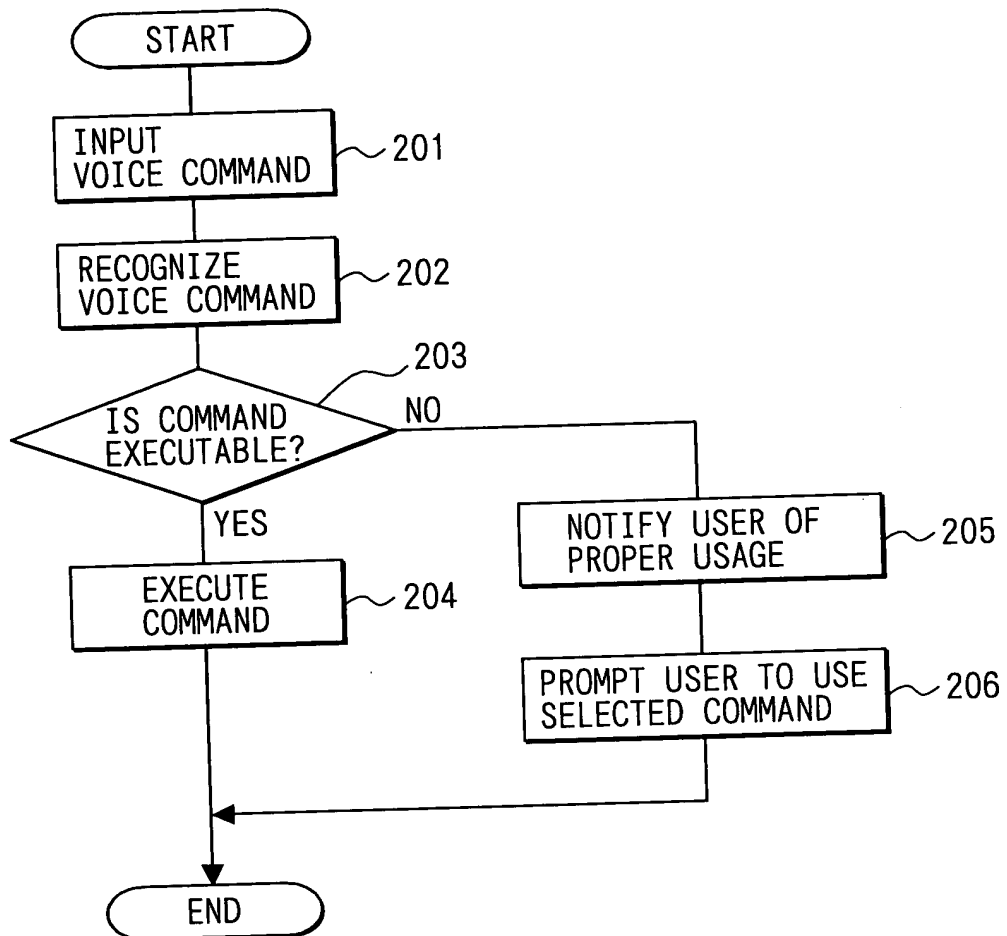 START
INPUT
VOICE COMMAND
201
RECOGNIZE
VOICE COMMAND
202
203
IS COMMAND
EXECUTABLE?
NO
YES
NOTIFY USER OF
PROPER USAGE
205
EXECUTE
COMMAND
204
PROMPT USER TO USE
SELECTED COMMAND
206
END